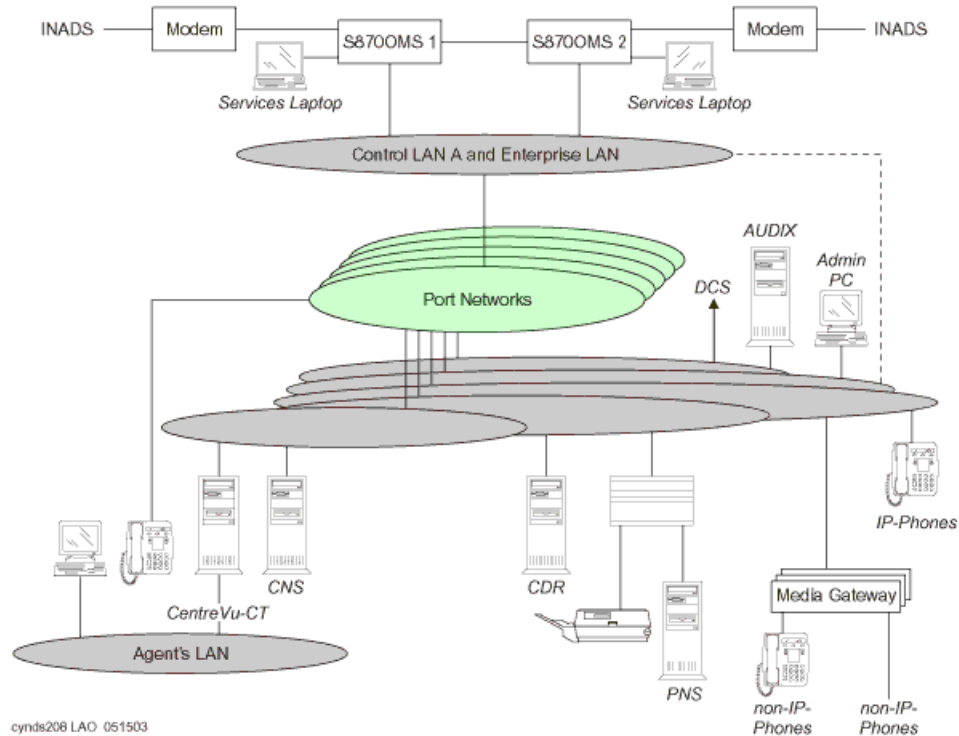 INADS
Modem
S8700MS 1
S8700MS 2
Modem
INADS
Services Laptop
Services Laptop
Control LAN A and Enterprise LAN
AUDIX
Admin
PC
DCS
Port Networks
IP-Phones
CNS
CDR
CentreVu-CT
Media Gateway
Agent's LAN
PNS
non-IP-
Phones
non-IP-
Phones
cynds208 LAO 051503